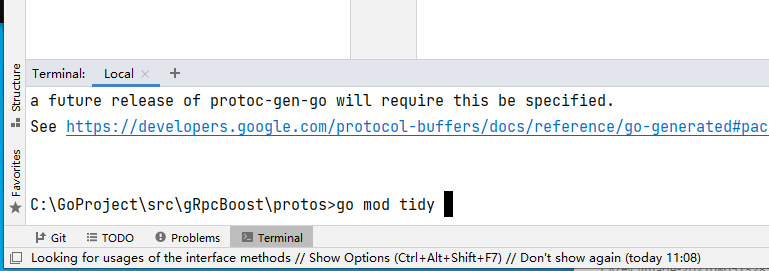 Structure
Favorites
Terminal: Local × +
a future release of protoc-gen-go will require this be specified.
See https://developers.google.com/protocol-buffers/docs/reference/go-generated#pac
C:\GoProject\src\gRpcBoost\protos>go mod tidy
Git TODO Problems Terminal
Looking for usages of the interface methods // Show Options (Ctrl+Alt+Shift+F7) // Don't show again (today 11:08)